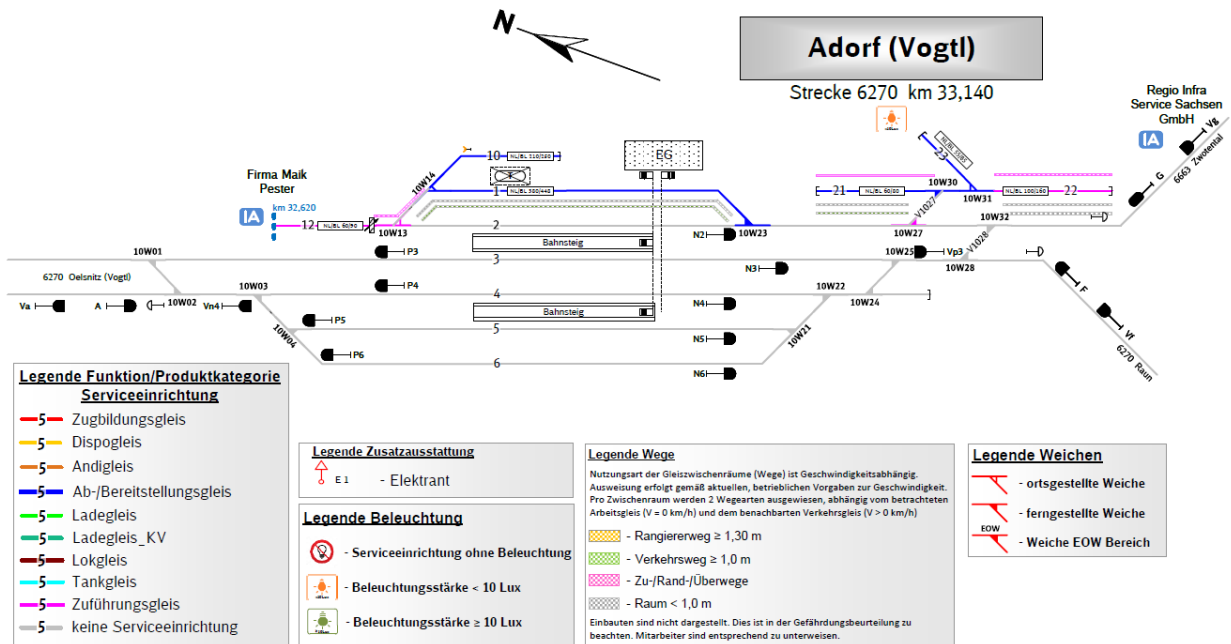 N
Adorf (Vogtl)
Strecke 6270 km 33,140
Regio Infra
Service Sachsen
GmbH
IA
Vg
G
6663 Zwotental
Firma Maik
Pester
IA
km 32,620
10
NL/BL 310/260
10W14
EG
1
NL/BL 380/448
23
21
NL/BL 60/80
10W30
10W31
NL/BL 100/160
22
V1027
12
NL/BL 60/90
10W13
2
N2
10W23
10W27
10W32
Bahnsteig
V1028
10W01
P3
3
N3
10W25
Vp3
10W28
6270 Oelsnitz (Vogtl)
10W02
10W03
P4
4
N4
10W22
10W24
Va
A
Vn4
F
Bahnsteig
P5
5
N5
10W04
10W21
Vf
P6
6
N6
6270 Raun
Legende Funktion/Produktkategorie
Serviceeinrichtung
5 Zugbildungsgleis
5 Dispogleis
5 Andigleis
5 Ab-/Bereitstellungsgleis
5 Ladegleis
5 Ladegleis_KV
5 Lokgleis
5 Tankgleis
5 Zuführungsgleis
5 keine Serviceeinrichtung
Legende Zusatzausstattung
E 1 - Elektrant
Legende Beleuchtung
- Serviceeinrichtung ohne Beleuchtung
- Beleuchtungsstärke < 10 Lux
- Beleuchtungsstärke ≥ 10 Lux
Legende Wege
Nutzungsart der Gleiszwischenräume (Wege) ist Geschwindigkeitsabhängig.
Ausweisung erfolgt gemäß aktuellen, betrieblichen Vorgaben zur Geschwindigkeit.
Pro Zwischenraum werden 2 Wegearten ausgewiesen, abhängig vom betrachteten
Arbeitsgleis (V = 0 km/h) und dem benachbarten Verkehrsgleis (V > 0 km/h)
- Rangiererweg ≥ 1,30 m
- Verkehrsweg ≥ 1,0 m
- Zu-/Rand-/Überwege
- Raum < 1,0 m
Einbauten sind nicht dargestellt. Dies ist in der Gefährdungsbeurteilung zu
beachten. Mitarbeiter sind entsprechend zu unterweisen.
Legende Weichen
- ortsgestellte Weiche
- ferngestellte Weiche
EOW
- Weiche EOW Bereich